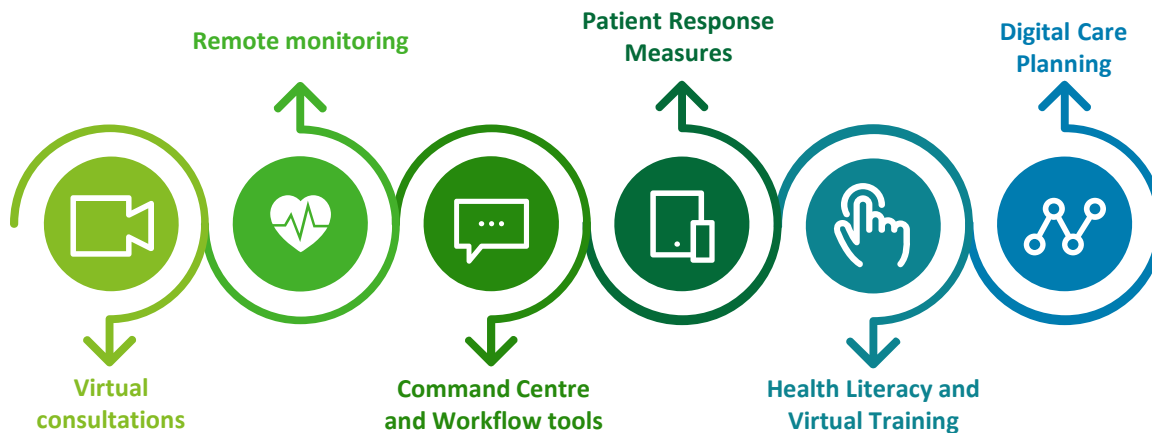 Remote monitoring
Patient Response
Measures
Digital Care
Planning
Virtual
consultations
Command Centre
and Workflow tools
Health Literacy and
Virtual Training